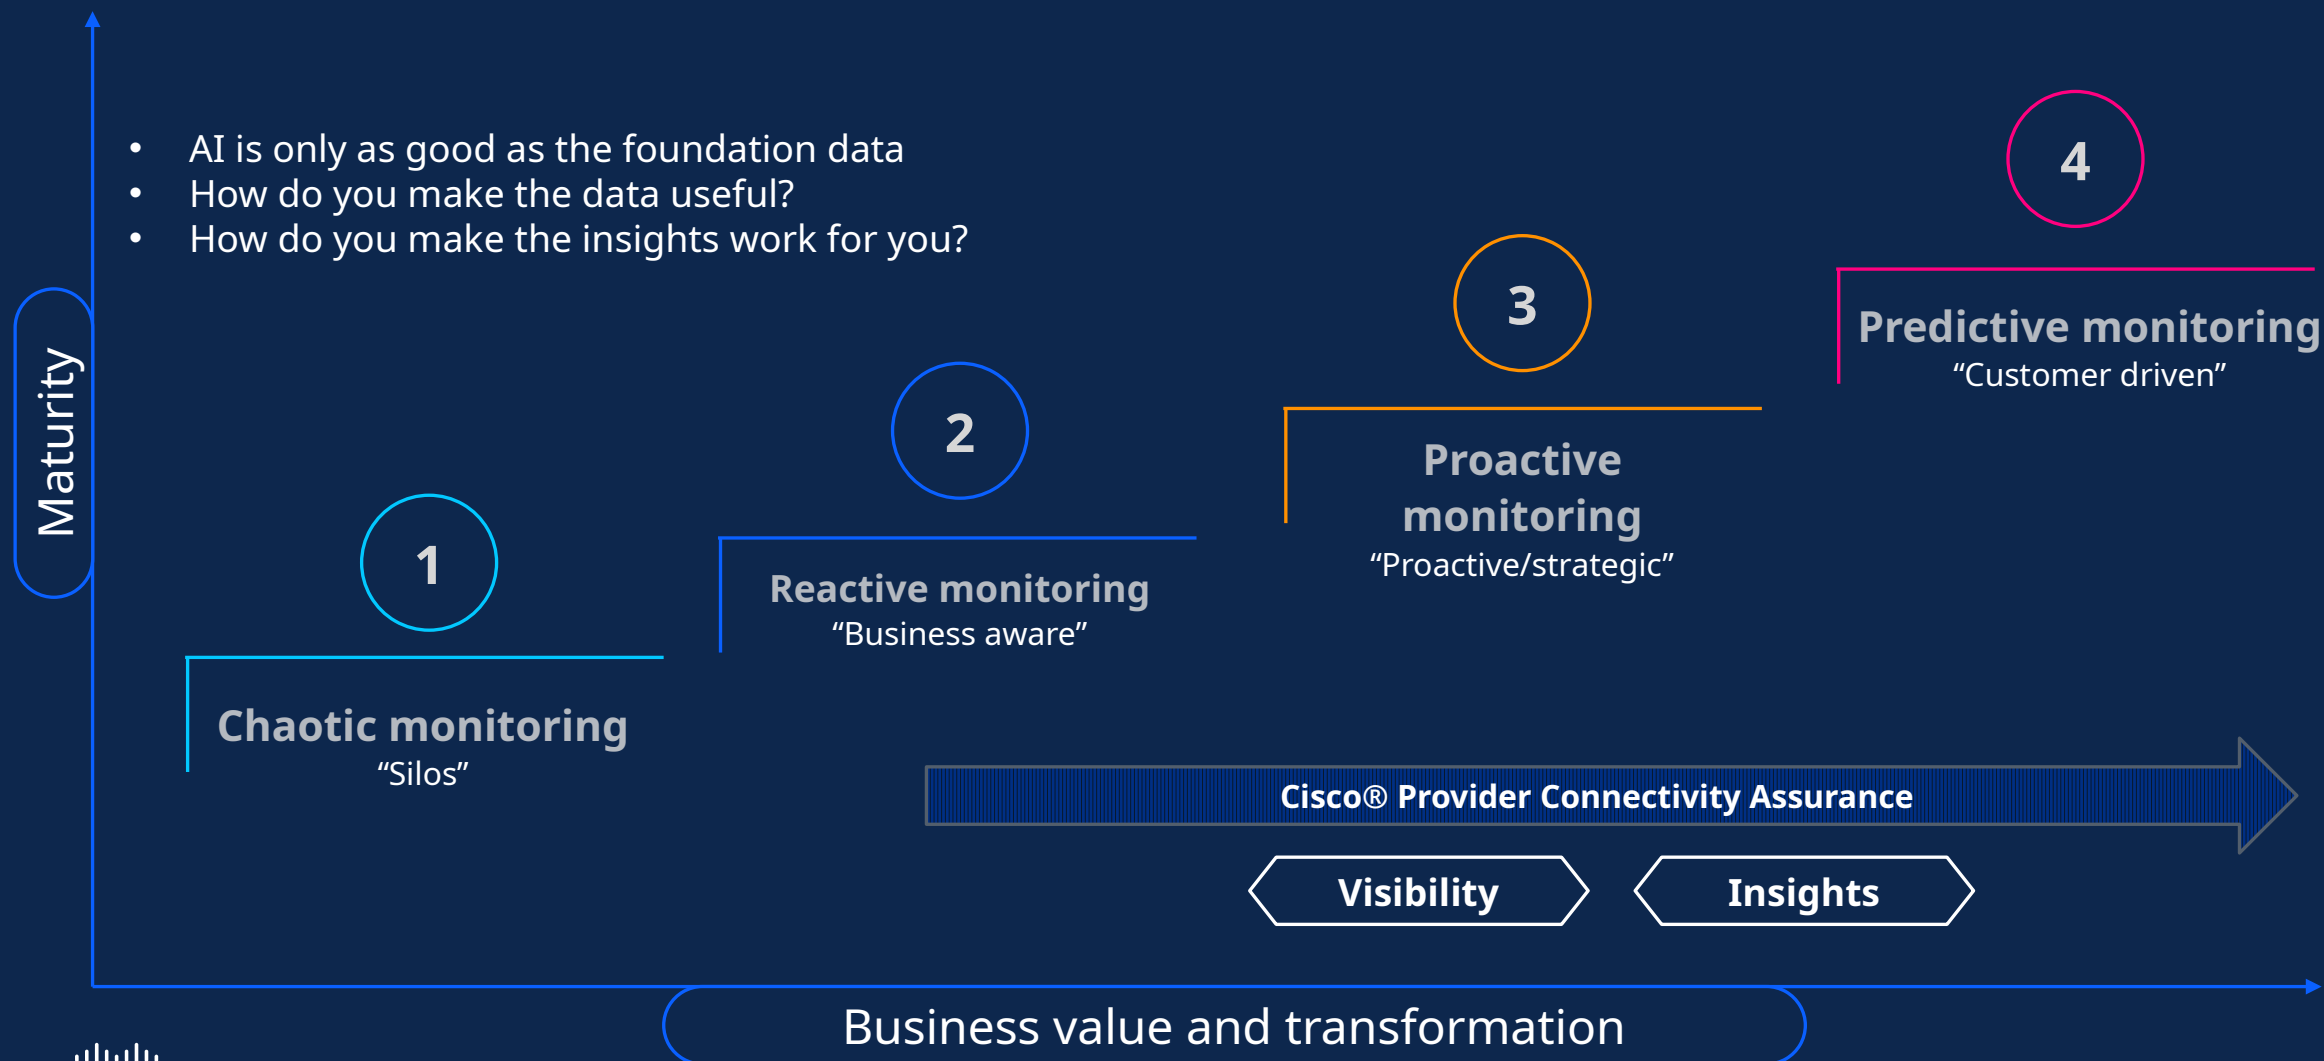 • AI is only as good as the foundation data
• How do you make the data useful?
• How do you make the insights work for you?
Maturity
1
Chaotic monitoring
“Silos”
2
Reactive monitoring
“Business aware”
3
Proactive
monitoring
“Proactive/strategic”
4
Predictive monitoring
“Customer driven”
Cisco® Provider Connectivity Assurance
Visibility
Insights
Business value and transformation